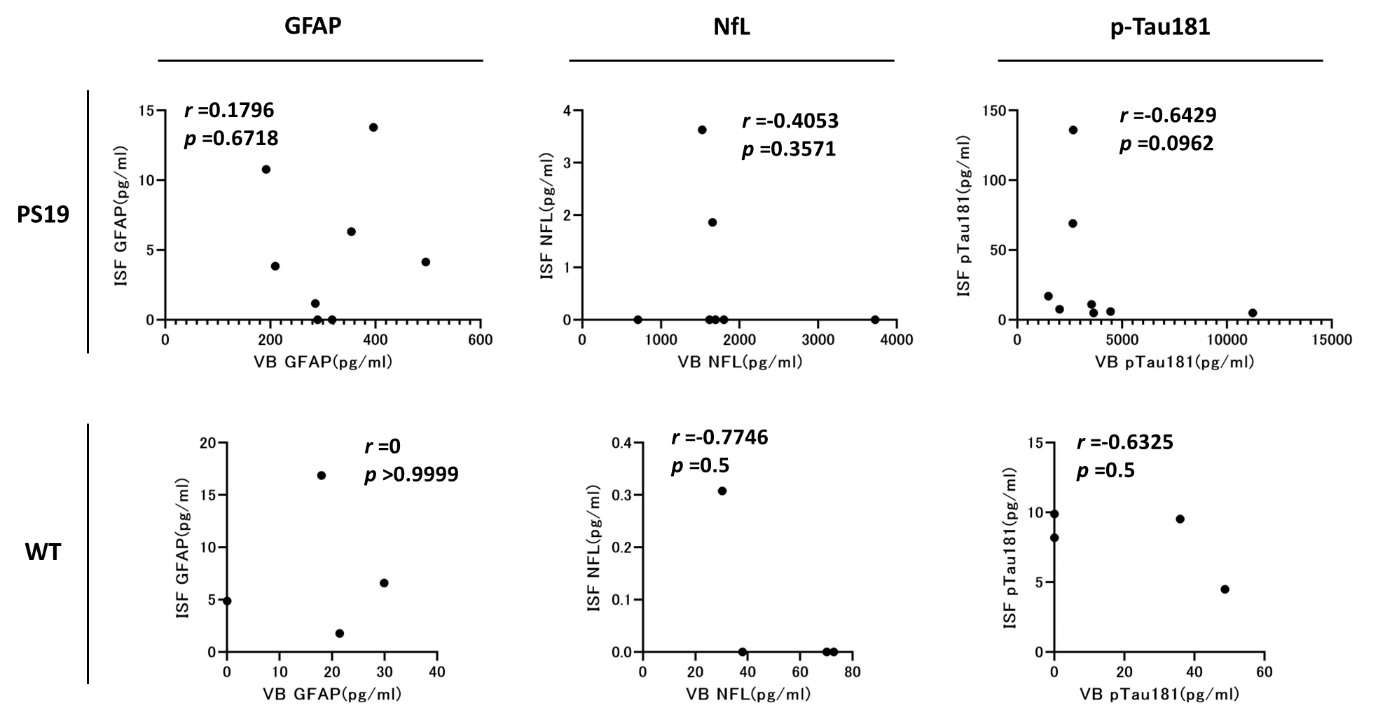 GFAP
NfL
p-Tau181
PS19
r =0.1796
p =0.6718
15
10
5
0
ISF GFAP(pg/ml)
0 200 400 600
VB GFAP(pg/ml)
r =-0.4053
p =0.3571
4
3
2
1
0
ISF NFL(pg/ml)
0 1000 2000 3000 4000
VB NFL(pg/ml)
r =-0.6429
p =0.0962
150
100
50
0
ISF pTau181(pg/ml)
0 5000 10000 15000
VB pTau181(pg/ml)
WT
r =0
p >0.9999
20
15
10
5
0
ISF GFAP(pg/ml)
0 10 20 30 40
VB GFAP(pg/ml)
r =-0.7746
p =0.5
0.4
0.3
0.2
0.1
0.0
ISF NFL(pg/ml)
0 20 40 60 80
VB NFL(pg/ml)
r =-0.6325
p =0.5
15
10
5
0
ISF pTau181(pg/ml)
0 20 40 60
VB pTau181(pg/ml)